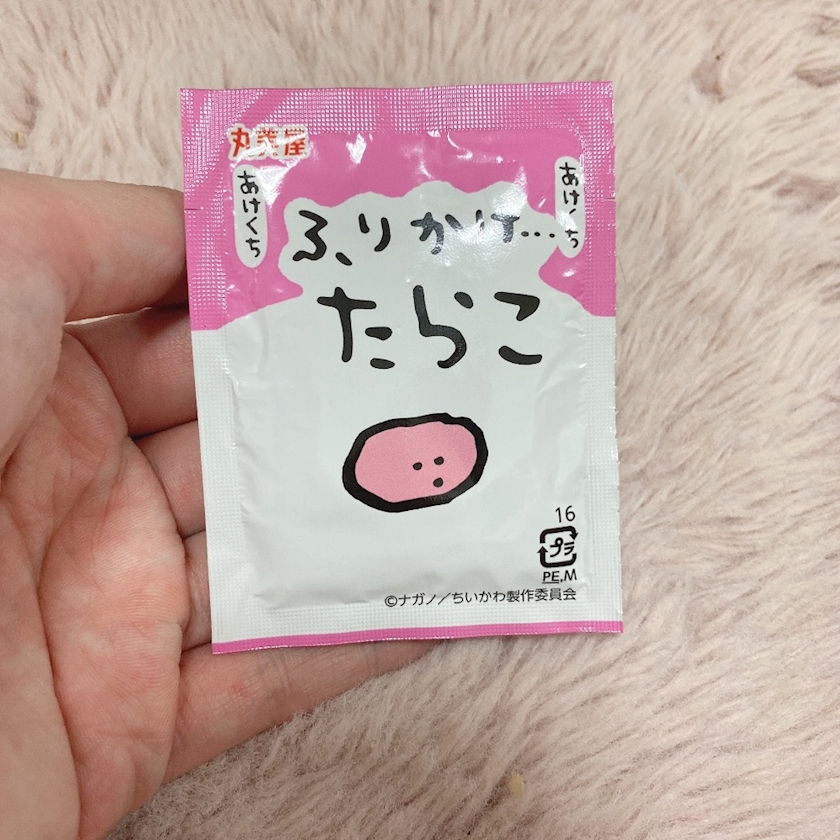 丸美屋
あけくち
あけくち
ふりかけ…
たらこ
16
プラ
PE,M
©ナガノ／ちいかわ製作委員会